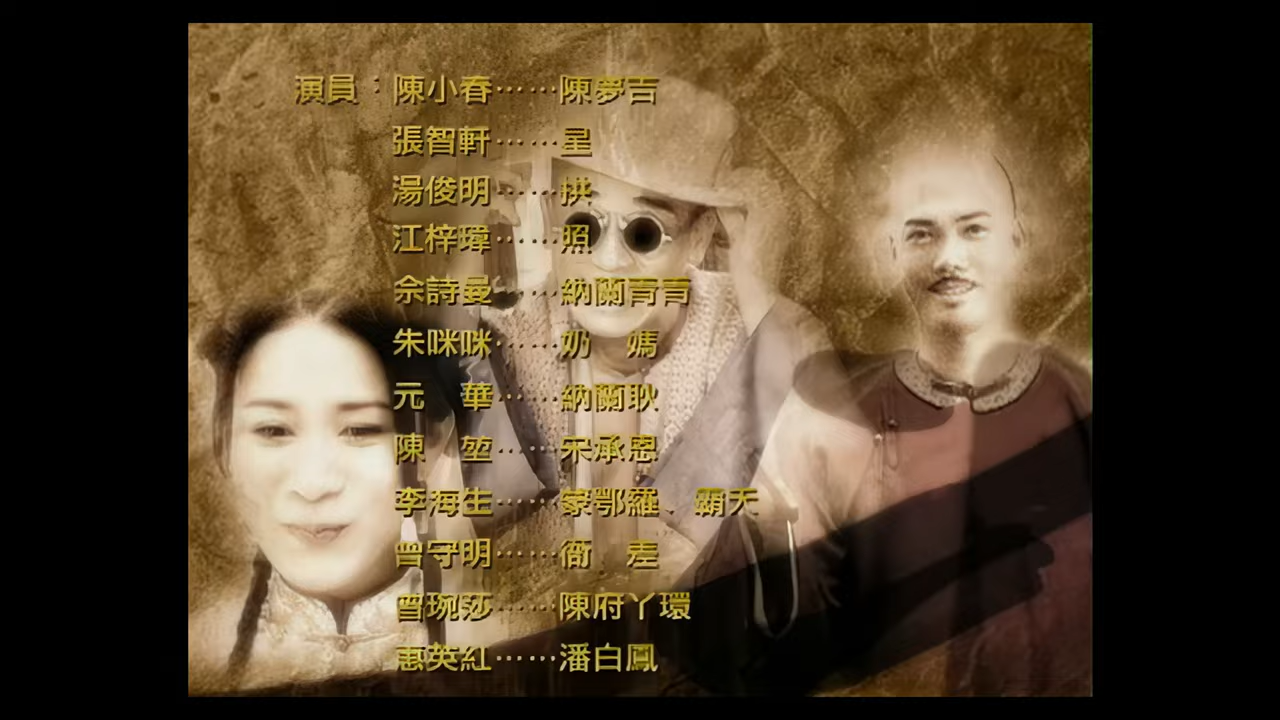 演員：陳小春……陳夢吉
張智軒……星
湯俊明……拱
江梓瑋……照
佘詩曼……納蘭青青
朱咪咪……奶　媽
元　華……納蘭耿
陳　堃……宋承恩
李海生……蒙鄂羅、霸天
曾守明……衙　差
曾琬莎……陳府丫環
惠英紅……潘白鳳